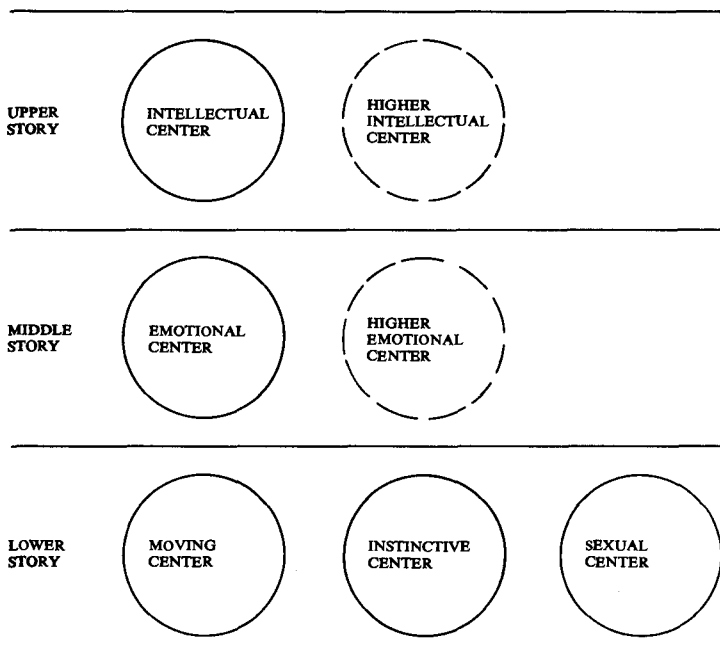 UPPER
STORY
INTELLECTUAL
CENTER
HIGHER
INTELLECTUAL
CENTER
MIDDLE
STORY
EMOTIONAL
CENTER
HIGHER
EMOTIONAL
CENTER
LOWER
STORY
MOVING
CENTER
INSTINCTIVE
CENTER
SEXUAL
CENTER